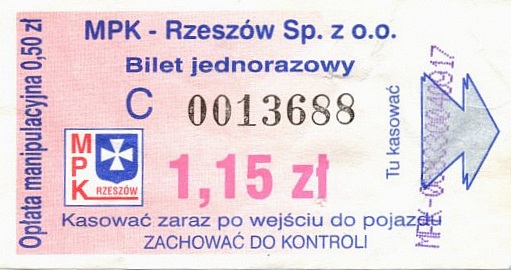 MPK - Rzeszów Sp. z o.o.
Bilet jednorazowy
C 0013688
Opłata manipulacyjna 0,50 zł
MPK
RZESZÓW
1,15 zł
Tu kasować
Kasować zaraz po wejściu do pojazdu
ZACHOWAĆ DO KONTROLI